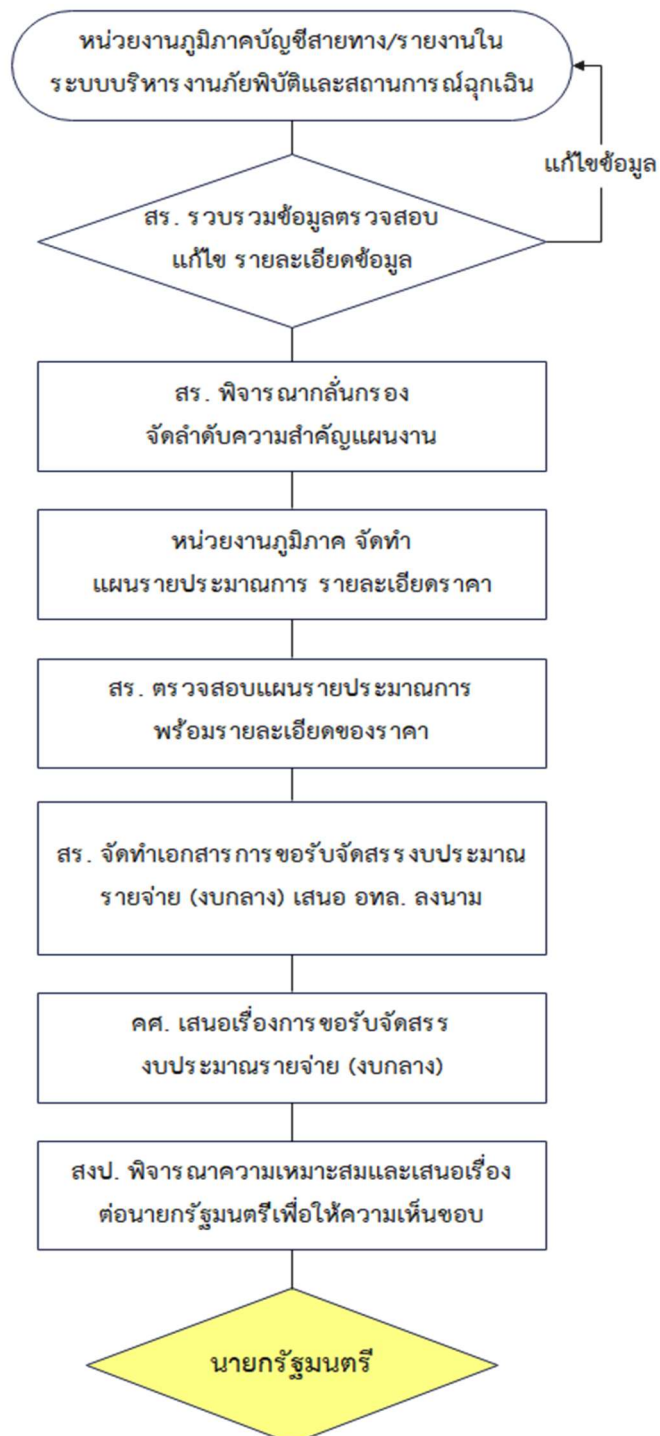 หน่วยงานภูมิภาคบัญชีสายทาง/รายงานใน
ระบบบริหารงานภัยพิบัติและสถานการณ์ฉุกเฉิน
แก้ไขข้อมูล
สร. รวบรวมข้อมูลตรวจสอบ
แก้ไข รายละเอียดข้อมูล
สร. พิจารณากลั่นกรอง
จัดลำดับความสำคัญแผนงาน
หน่วยงานภูมิภาค จัดทำ
แผนรายประมาณการ รายละเอียดราคา
สร. ตรวจสอบแผนรายประมาณการ
พร้อมรายละเอียดของราคา
สร. จัดทำเอกสารการขอรับจัดสรรงบประมาณ
รายจ่าย (งบกลาง) เสนอ อทล. ลงนาม
คศ. เสนอเรื่องการขอรับจัดสรร
งบประมาณรายจ่าย (งบกลาง)
สงป. พิจารณาความเหมาะสมและเสนอเรื่อง
ต่อนายกรัฐมนตรีเพื่อให้ความเห็นชอบ
นายกรัฐมนตรี